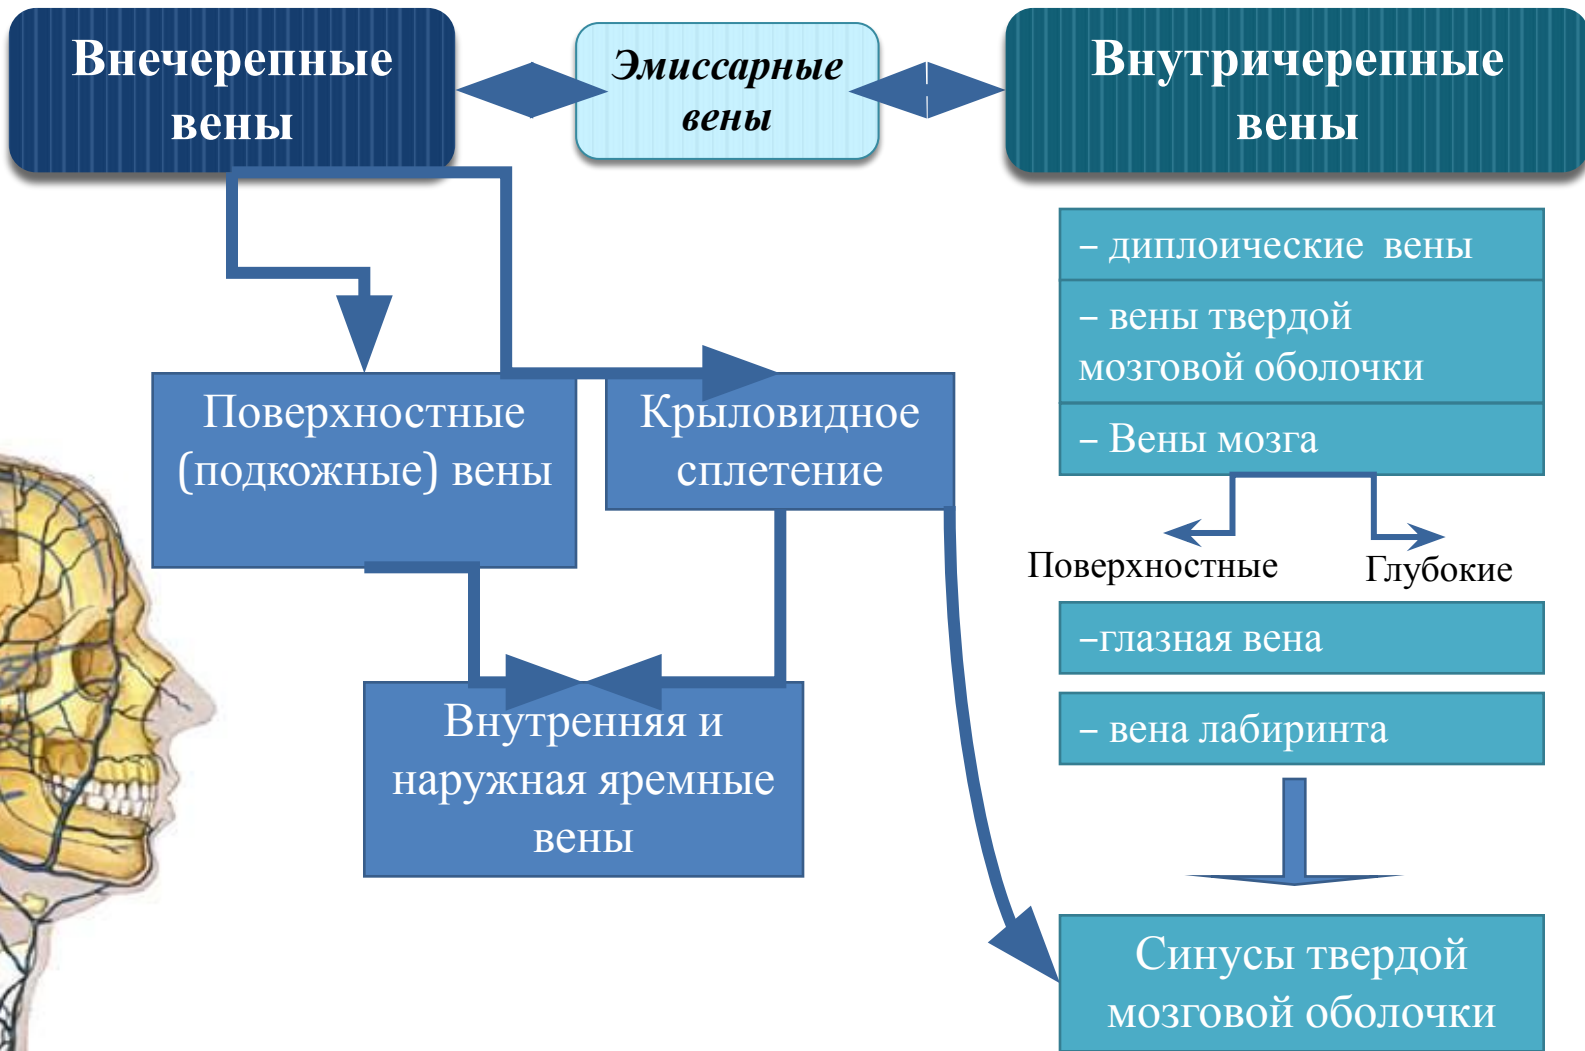 Внечерепные
вены
Эмиссарные
вены
Внутричерепные
вены
– диплоические вены
– вены твердой
мозговой оболочки
– Вены мозга
Поверхностные
Глубокие
–глазная вена
– вена лабиринта
Поверхностные
(подкожные) вены
Крыловидное
сплетение
Внутренняя и
наружная яремные
вены
Синусы твердой
мозговой оболочки